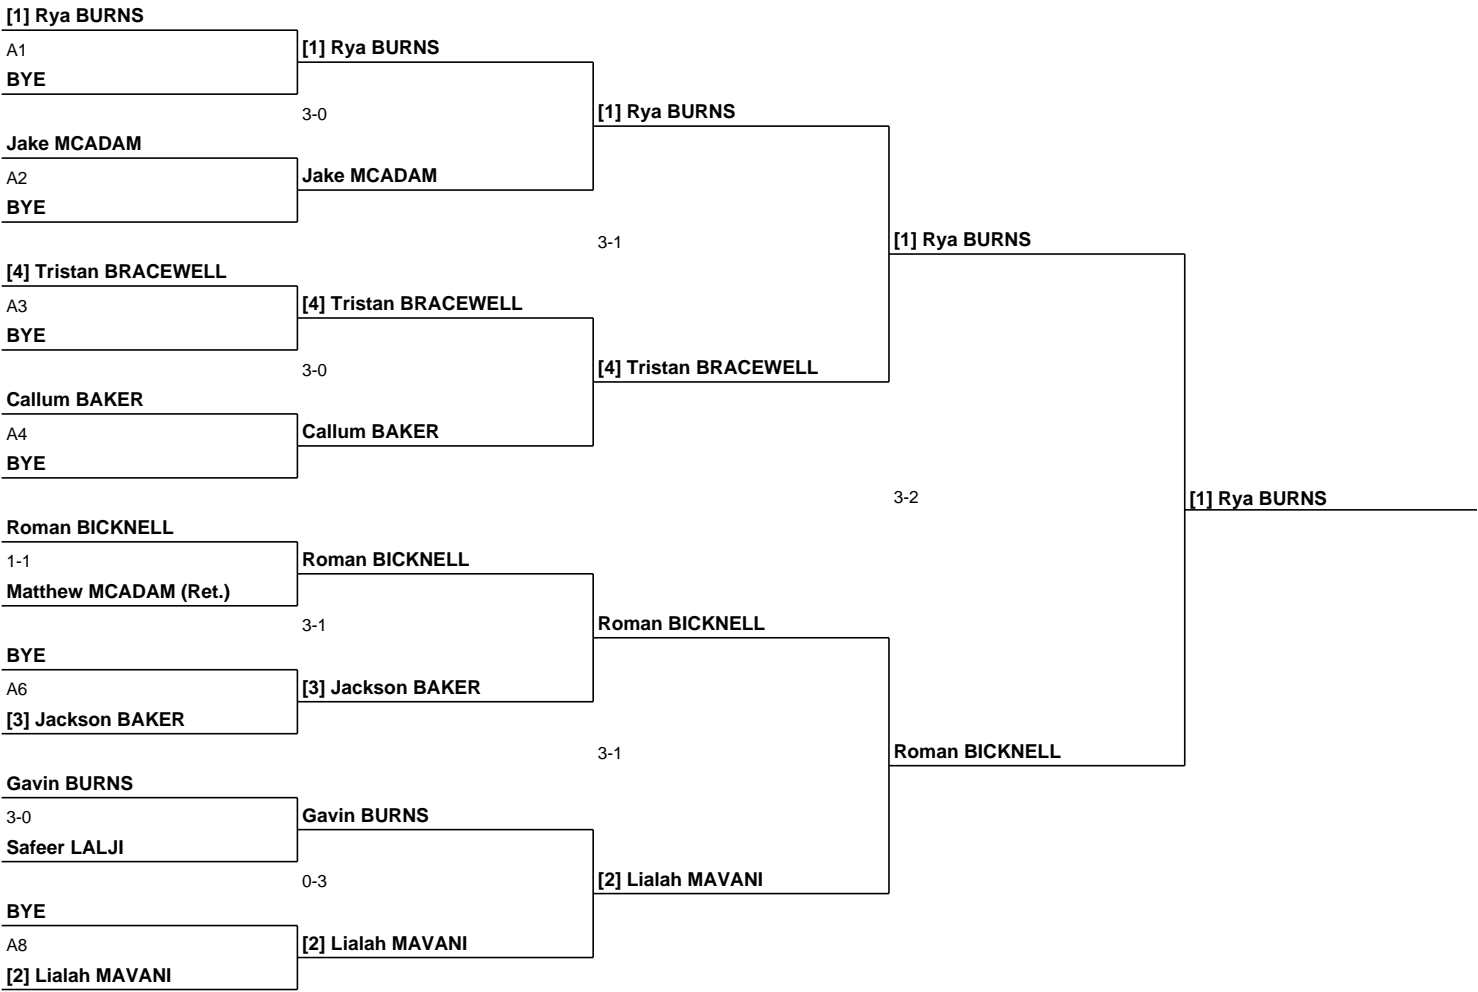 [1] Rya BURNS
A1
BYE
Jake MCADAM
A2
BYE
[4] Tristan BRACEWELL
A3
BYE
Callum BAKER
A4
BYE
Roman BICKNELL
1-1
Matthew MCADAM (Ret.)
BYE
A6
[3] Jackson BAKER
Gavin BURNS
3-0
Safeer LALJI
BYE
A8
[2] Lialah MAVANI
[1] Rya BURNS
3-0
Jake MCADAM
[4] Tristan BRACEWELL
3-0
Callum BAKER
Roman BICKNELL
3-1
[3] Jackson BAKER
Gavin BURNS
0-3
[2] Lialah MAVANI
[1] Rya BURNS
3-1
[4] Tristan BRACEWELL
Roman BICKNELL
3-1
[2] Lialah MAVANI
[1] Rya BURNS
3-2
Roman BICKNELL
[1] Rya BURNS